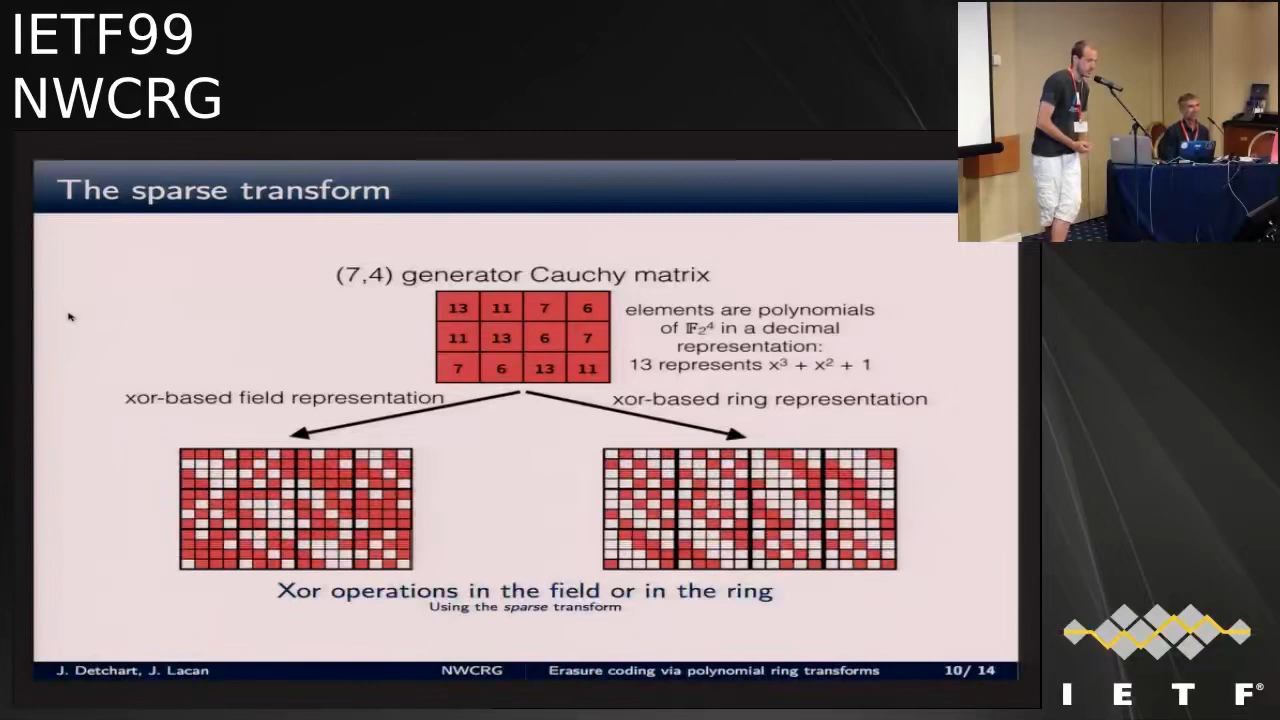 IETF99
NWCRG
The sparse transform
(7,4) generator Cauchy matrix
13 11 7 6
11 13 6 7
7 6 13 11
elements are polynomials
of 𝔽₂⁴ in a decimal
representation:
13 represents x³ + x² + 1
xor-based field representation
xor-based ring representation
Xor operations in the field or in the ring
Using the sparse transform
J. Detchart, J. Lacan
NWCRG
Erasure coding via polynomial ring transforms
10/ 14
I E T F®